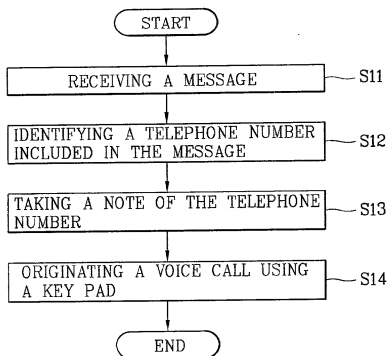 START
RECEIVING A MESSAGE
S11
IDENTIFYING A TELEPHONE NUMBER
INCLUDED IN THE MESSAGE
S12
TAKING A NOTE OF THE TELEPHONE
NUMBER
S13
ORIGINATING A VOICE CALL USING
A KEY PAD
S14
END